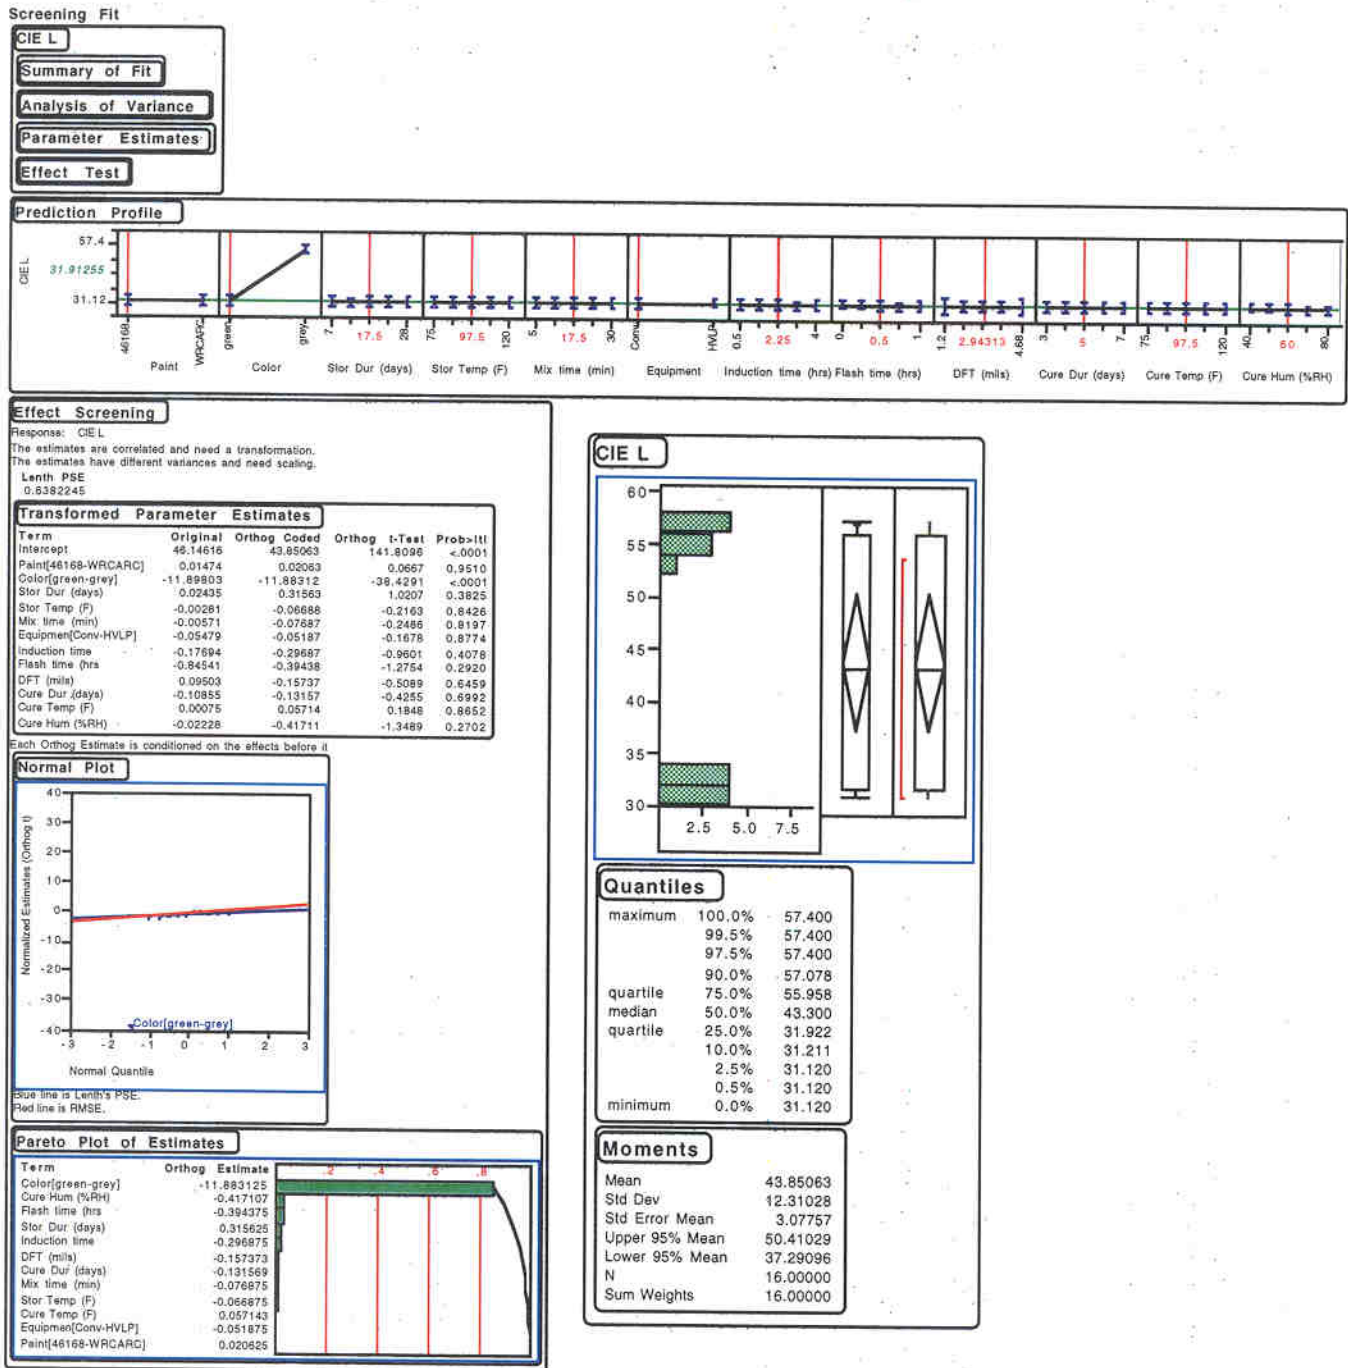 Screening Fit
CIE L
Summary of Fit
Analysis of Variance
Parameter Estimates
Effect Test
Prediction Profile
CIE L
57.4
31.91255
31.12
46168 WRCARC green grey 7 17.5 28 75 97.5 120 5 17.5 30 Conv HVLP 0.5 2.25 4 0 0.5 1 1.2 2.94313 4.68 3 5 7 75 97.5 120 40 60 80
Paint Color Stor Dur (days) Stor Temp (F) Mix time (min) Equipment Induction time (hrs) Flash time (hrs) DFT (mils) Cure Dur (days) Cure Temp (F) Cure Hum (%RH)
Effect Screening
Response: CIE L
The estimates are correlated and need a transformation.
The estimates have different variances and need scaling.
Lenth PSE
0.6382245
Transformed Parameter Estimates
Term Original Orthog Coded Orthog t-Test Prob>|t|
Intercept 46.14616 43.85063 141.8096 <.0001
Paint[46168-WRCARC] 0.01474 0.02063 0.0667 0.9510
Color[green-grey] -11.89803 -11.88312 -38.4291 <.0001
Stor Dur (days) 0.02435 0.31563 1.0207 0.3825
Stor Temp (F) -0.00281 -0.06688 -0.2163 0.8426
Mix time (min) -0.00571 -0.07687 -0.2486 0.8197
Equipmen[Conv-HVLP] -0.05479 -0.05187 -0.1678 0.8774
Induction time -0.17694 -0.29687 -0.9601 0.4078
Flash time (hrs -0.84541 -0.39438 -1.2754 0.2920
DFT (mils) 0.09503 -0.15737 -0.5089 0.6459
Cure Dur (days) -0.10855 -0.13157 -0.4255 0.6992
Cure Temp (F) 0.00075 0.05714 0.1848 0.8652
Cure Hum (%RH) -0.02228 -0.41711 -1.3489 0.2702
Each Orthog Estimate is conditioned on the effects before it
Normal Plot
Normalized Estimates (Orthog t)
40
30
20
10
0
-10
-20
-30
-40
Color[green-grey]
-3 -2 -1 0 1 2 3
Normal Quantile
Blue line is Lenth's PSE.
Red line is RMSE.
Pareto Plot of Estimates
Term Orthog Estimate .2 .4 .6 .8
Color[green-grey] -11.883125
Cure Hum (%RH) -0.417107
Flash time (hrs -0.394375
Stor Dur (days) 0.315625
Induction time -0.296875
DFT (mils) -0.157373
Cure Dur (days) -0.131569
Mix time (min) -0.076875
Stor Temp (F) -0.066875
Cure Temp (F) 0.057143
Equipmen[Conv-HVLP] -0.051875
Paint[46168-WRCARC] 0.020625
CIE L
60
55
50
45
40
35
30
2.5 5.0 7.5
Quantiles
maximum 100.0% 57.400
99.5% 57.400
97.5% 57.400
90.0% 57.078
quartile 75.0% 55.958
median 50.0% 43.300
quartile 25.0% 31.922
10.0% 31.211
2.5% 31.120
0.5% 31.120
minimum 0.0% 31.120
Moments
Mean 43.85063
Std Dev 12.31028
Std Error Mean 3.07757
Upper 95% Mean 50.41029
Lower 95% Mean 37.29096
N 16.00000
Sum Weights 16.00000